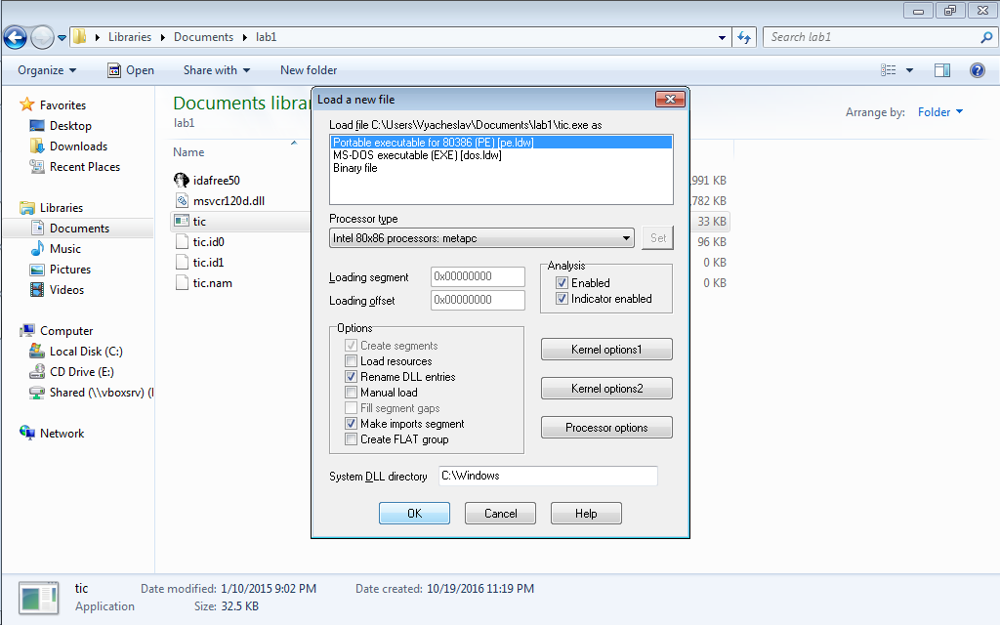 Libraries Documents lab1
Search lab1
Organize Open Share with New folder
Documents libra
lab1
Arrange by: Folder
Favorites
Desktop
Downloads
Recent Places
Libraries
Documents
Music
Pictures
Videos
Computer
Local Disk (C:)
CD Drive (E:)
Shared (\\vboxsrv) (
Network
Name
idafree50
991 KB
msvcr120d.dll
782 KB
tic
33 KB
tic.id0
96 KB
tic.id1
0 KB
tic.nam
0 KB
Load a new file
Load file C:\Users\Vyacheslav\Documents\lab1\tic.exe as
Portable executable for 80386 (PE) [pe.ldw]
MS-DOS executable (EXE) [dos.ldw]
Binary file
Processor type
Intel 80x86 processors: metapc
Set
Loading segment 0x00000000
Loading offset 0x00000000
Analysis
Enabled
Indicator enabled
Options
Create segments
Load resources
Rename DLL entries
Manual load
Fill segment gaps
Make imports segment
Create FLAT group
Kernel options1
Kernel options2
Processor options
System DLL directory C:\Windows
OK Cancel Help
tic Date modified: 1/10/2015 9:02 PM Date created: 10/19/2016 11:19 PM
Application Size: 32.5 KB